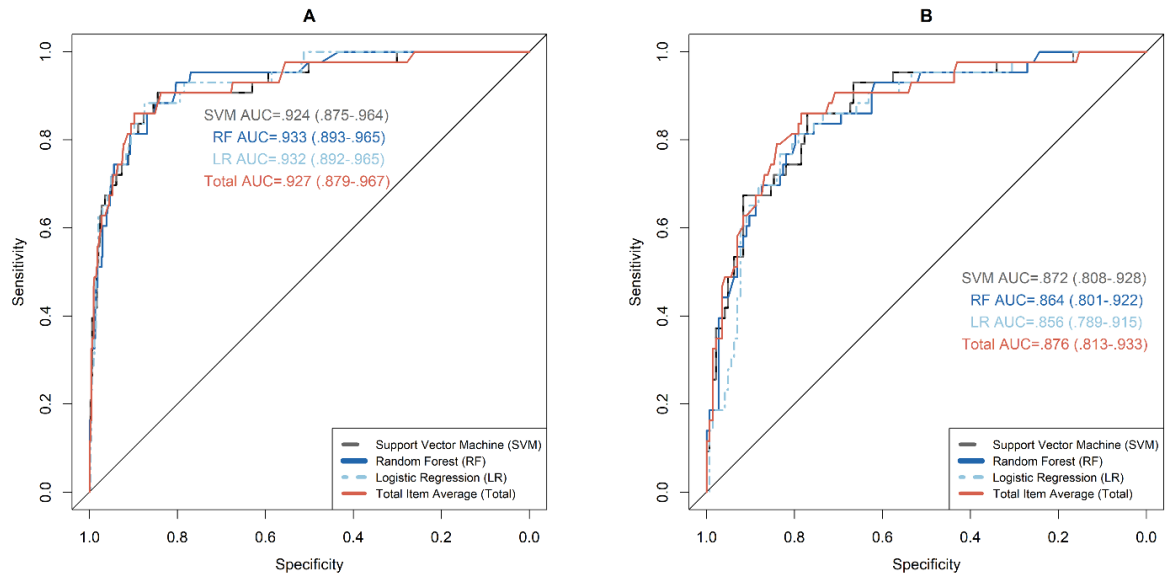 A
1.0
0.8
0.6
0.4
0.2
0.0
Sensitivity
SVM AUC=.924 (.875-.964)
RF AUC=.933 (.893-.965)
LR AUC=.932 (.892-.965)
Total AUC=.927 (.879-.967)
Support Vector Machine (SVM)
Random Forest (RF)
Logistic Regression (LR)
Total Item Average (Total)
1.0 0.8 0.6 0.4 0.2 0.0
Specificity
B
1.0
0.8
0.6
0.4
0.2
0.0
Sensitivity
SVM AUC=.872 (.808-.928)
RF AUC=.864 (.801-.922)
LR AUC=.856 (.789-.915)
Total AUC=.876 (.813-.933)
Support Vector Machine (SVM)
Random Forest (RF)
Logistic Regression (LR)
Total Item Average (Total)
1.0 0.8 0.6 0.4 0.2 0.0
Specificity